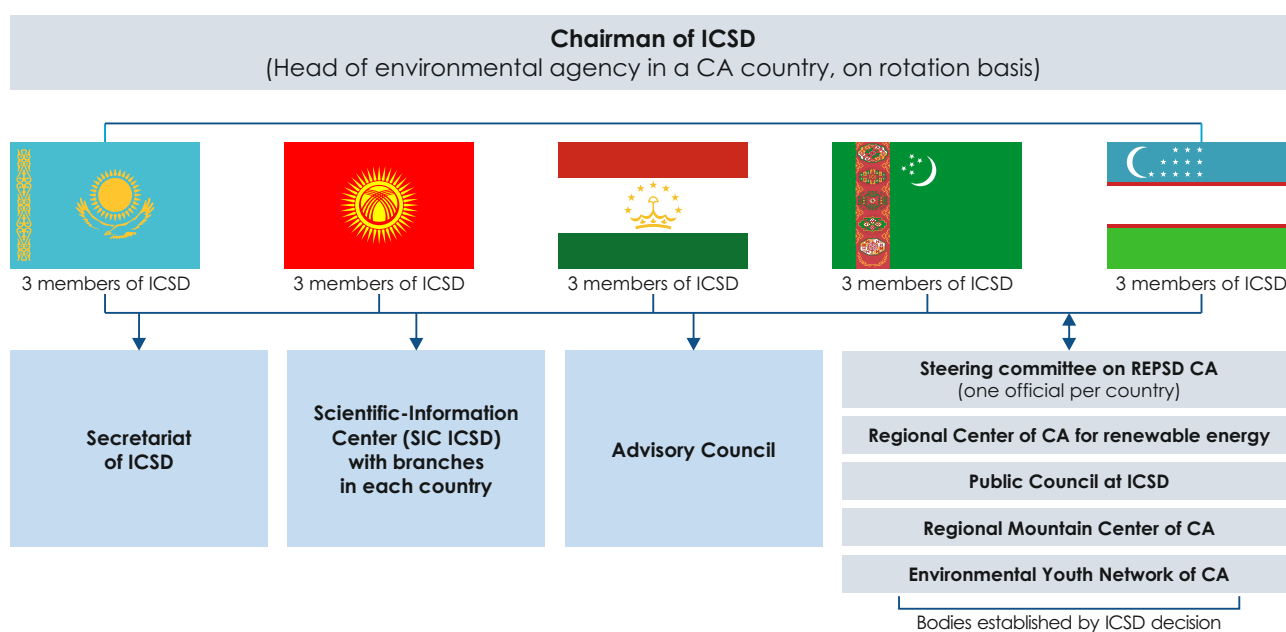 Chairman of ICSD
(Head of environmental agency in a CA country, on rotation basis)
3 members of ICSD
3 members of ICSD
3 members of ICSD
3 members of ICSD
3 members of ICSD
Secretariat
of ICSD
Scientific-Information
Center (SIC ICSD)
with branches
in each country
Advisory Council
Steering committee on REPSD CA
(one official per country)
Regional Center of CA for renewable energy
Public Council at ICSD
Regional Mountain Center of CA
Environmental Youth Network of CA
Bodies established by ICSD decision